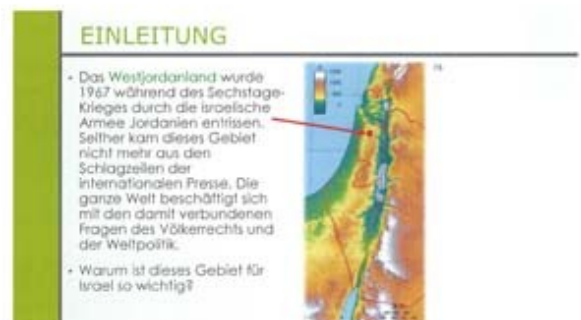 EINLEITUNG
• Das Westjordanland wurde
1967 während des Sechstage-
Krieges durch die israelische
Armee Jordanien entrissen.
Seither kam dieses Gebiet
nicht mehr aus den
Schlagzeilen der
internationalen Presse. Die
ganze Welt beschäftigt sich
mit den damit verbundenen
Fragen des Völkerrechts und
der Weltpolitik.
• Warum ist dieses Gebiet für
Israel so wichtig?